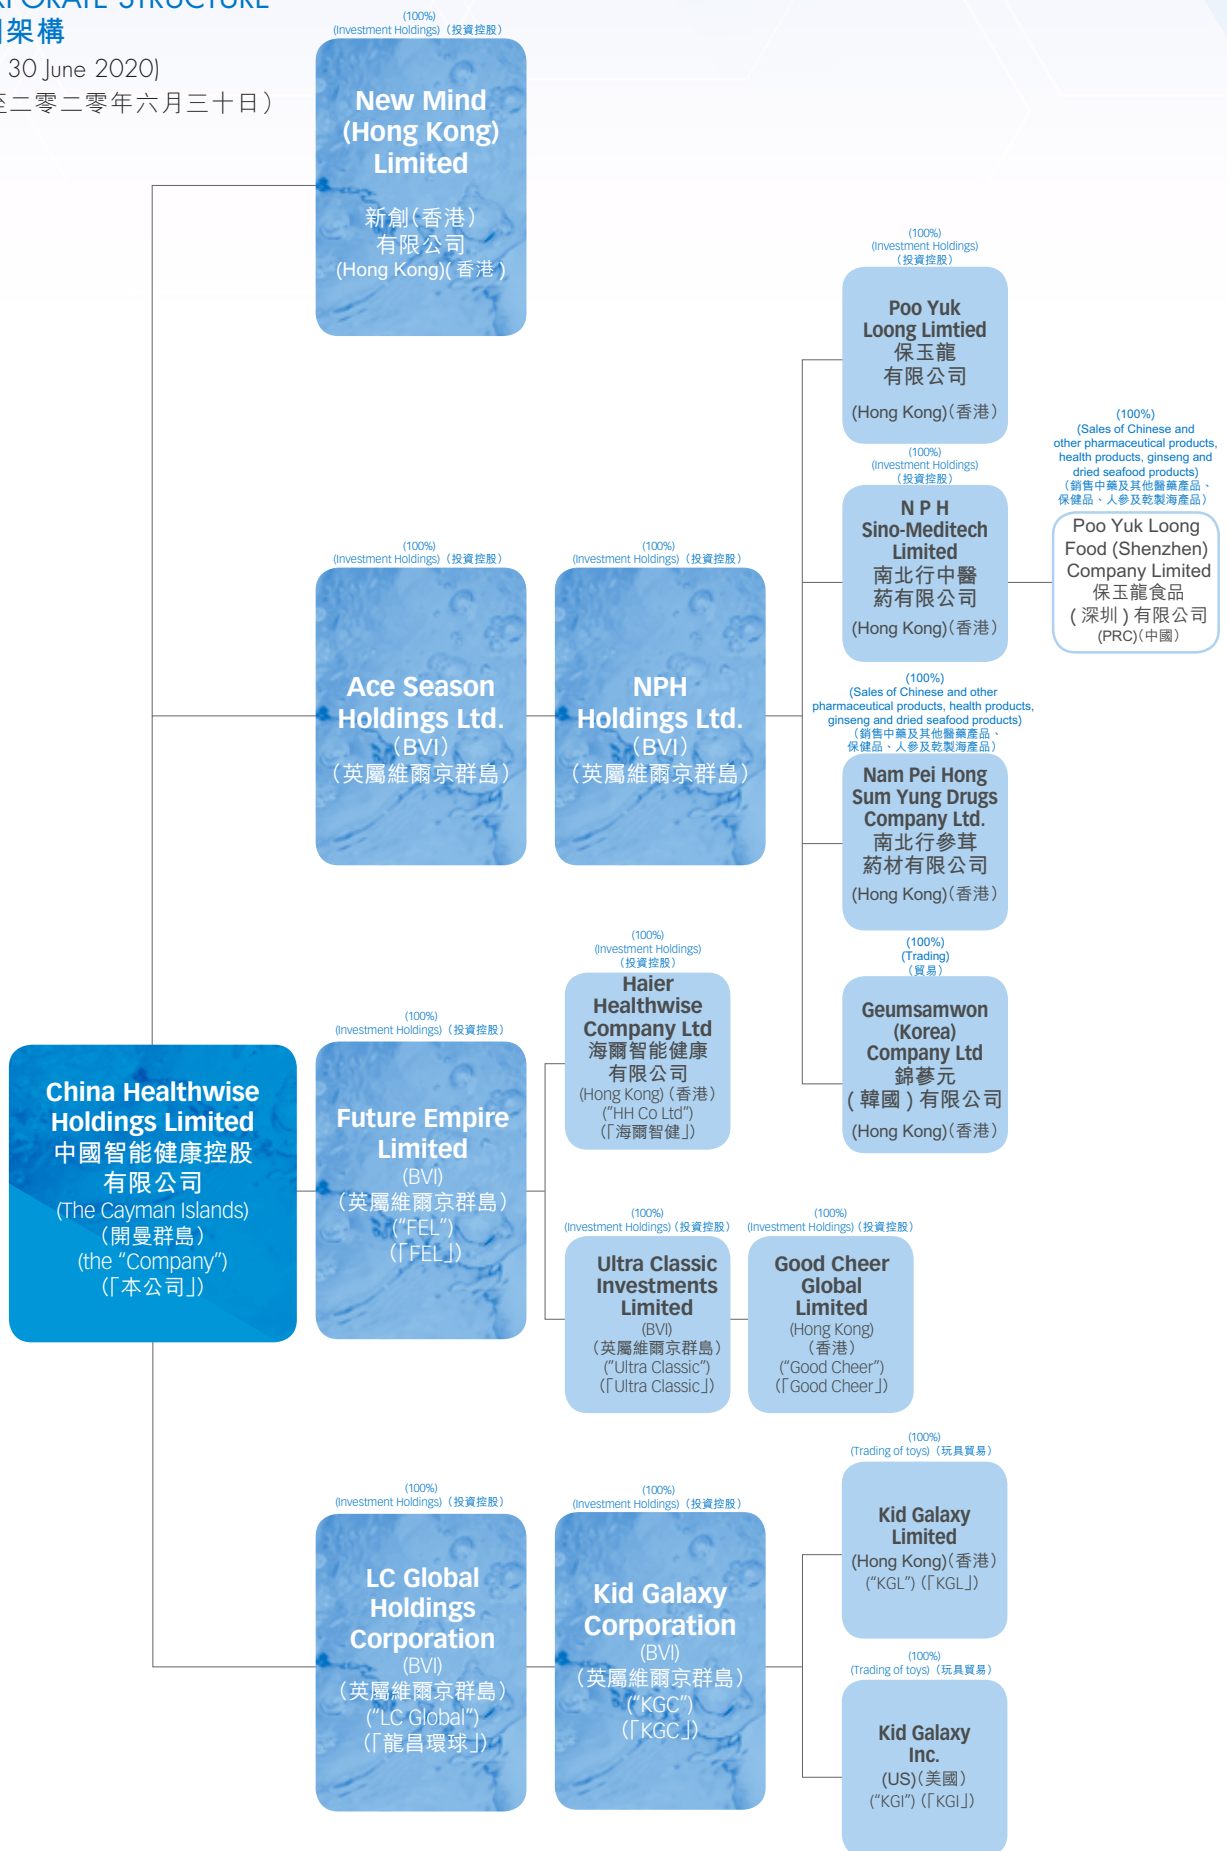 RPORATE STRUCTURE
架構
30 June 2020)
至二零二零年六月三十日）
(100%)
(Investment Holdings)（投資控股）
New Mind
(Hong Kong)
Limited
新創（香港）
有限公司
(Hong Kong)( 香港 )
(100%)
(Investment Holdings)
（投資控股）
Poo Yuk
Loong Limtied
保玉龍
有限公司
(Hong Kong)（香港）
(100%)
(Investment Holdings)
（投資控股）
N P H
Sino-Meditech
Limited
南北行中醫
葯有限公司
(Hong Kong)（香港）
(100%)
(Sales of Chinese and
other pharmaceutical products,
health products, ginseng and
dried seafood products)
（銷售中藥及其他醫藥產品、
保健品、人參及乾製海產品）
Poo Yuk Loong
Food (Shenzhen)
Company Limited
保玉龍食品
( 深圳 ) 有限公司
(PRC)（中國）
(100%)
(Investment Holdings)（投資控股）
Ace Season
Holdings Ltd.
（BVI）
（英屬維爾京群島）
(100%)
(Investment Holdings)（投資控股）
NPH
Holdings Ltd.
（BVI）
（英屬維爾京群島）
(100%)
(Sales of Chinese and other
pharmaceutical products, health products,
ginseng and dried seafood products)
（銷售中藥及其他醫藥產品、
保健品、人參及乾製海產品）
Nam Pei Hong
Sum Yung Drugs
Company Ltd.
南北行參茸
葯材有限公司
(Hong Kong)（香港）
(100%)
(Trading)
（貿易）
Geumsamwon
(Korea)
Company Ltd
錦蔘元
( 韓國 ) 有限公司
(Hong Kong)（香港）
China Healthwise
Holdings Limited
中國智能健康控股
有限公司
(The Cayman Islands)
（開曼群島）
(the “Company”)
（「本公司」）
(100%)
(Investment Holdings)（投資控股）
Future Empire
Limited
(BVI)
（英屬維爾京群島）
(“FEL”)
（「FEL」）
(100%)
(Investment Holdings)
（投資控股）
Haier
Healthwise
Company Ltd
海爾智能健康
有限公司
(Hong Kong)（香港）
(“HH Co Ltd”)
（「海爾智健」）
(100%)
(Investment Holdings)（投資控股）
Ultra Classic
Investments
Limited
(BVI)
（英屬維爾京群島）
(“Ultra Classic”)
（「Ultra Classic」）
(100%)
(Investment Holdings)（投資控股）
Good Cheer
Global
Limited
(Hong Kong)
（香港）
(“Good Cheer”)
（「Good Cheer」）
(100%)
(Investment Holdings)（投資控股）
LC Global
Holdings
Corporation
(BVI)
（英屬維爾京群島）
(“LC Global”)
（「龍昌環球」）
(100%)
(Investment Holdings)（投資控股）
Kid Galaxy
Corporation
(BVI)
（英屬維爾京群島）
(“KGC”)
（「KGC」）
(100%)
(Trading of toys)（玩具貿易）
Kid Galaxy
Limited
(Hong Kong)（香港）
(“KGL”)（「KGL」）
(100%)
(Trading of toys)（玩具貿易）
Kid Galaxy
Inc.
(US)（美國）
(“KGI”)（「KGI」）